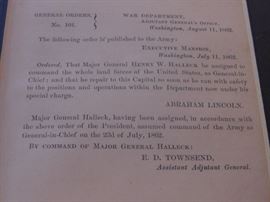 GENERAL ORDERS, WAR DEPARTMENT,
No. 101. ADJUTANT GENERAL'S OFFICE,
Washington, August 11, 1862.
The following order is published to the Army:
EXECUTIVE MANSION,
Washington, July 11, 1862.
Ordered, That Major General HENRY W. HALLECK be assigned to
command the whole land forces of the United States, as General-in-
Chief; and that he repair to this Capital so soon as he can with safety
to the positions and operations within the Department now under his
special charge.
ABRAHAM LINCOLN.
Major General Halleck, having been assigned, in accordance with
the above order of the President, assumed command of the Army as
General-in-Chief on the 23d of July, 1862.
BY COMMAND OF MAJOR GENERAL HALLECK:
E. D. TOWNSEND,
Assistant Adjutant General.